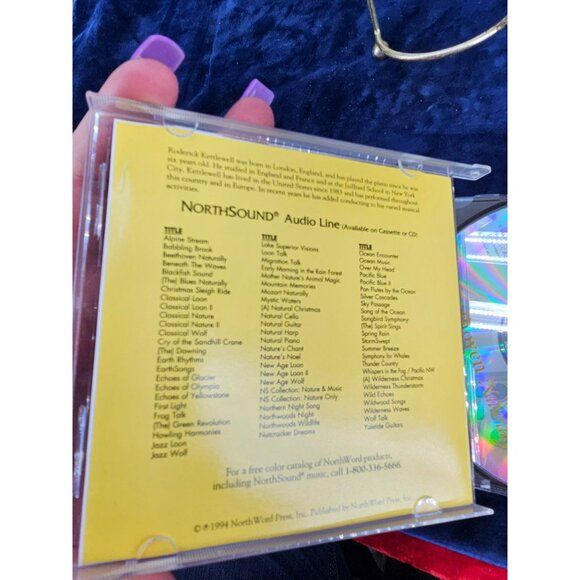 Roderick Kettlewell was born in London, England, and has played the piano since he was
six years old. He studied in England and France and at the Juilliard School in New York
City. Kettlewell has lived in the United States since 1983 and has performed throughout
this country and in Europe. In recent years he has added conducting to his varied musical
activities.
NORTHSOUND® Audio Line (Available on Cassette or CD)
TITLE
Alpine Stream
Babbling Brook
Beethoven Naturally
Beneath The Waves
Blackfish Sound
(The) Blues Naturally
Christmas Sleigh Ride
Classical Loon
Classical Loon II
Classical Nature
Classical Nature II
Classical Wolf
Cry of the Sandhill Crane
(The) Dawning
Earth Rhythms
EarthSongs
Echoes of Glacier
Echoes of Olympia
Echoes of Yellowstone
First Light
Frog Talk
(The) Green Revolution
Howling Harmonies
Jazz Loon
Jazz Wolf
TITLE
Lake Superior Visions
Loon Talk
Migration Talk
Early Morning in the Rain Forest
Mother Nature's Animal Magic
Mountain Memories
Mozart Naturally
Mystic Waters
(A) Natural Christmas
Natural Cello
Natural Guitar
Natural Harp
Natural Piano
Nature's Chant
Nature's Noel
New Age Loon
New Age Loon II
New Age Wolf
NS Collection: Nature & Music
NS Collection: Nature Only
Northern Night Song
Northwoods Night
Northwoods Wildlife
Nutcracker Dreams
TITLE
Ocean Encounter
Ocean Music
Over My Head
Pacific Blue
Pacific Blue II
Pan Flutes by the Ocean
Silver Cascades
Sky Passage
Song of the Ocean
Songbird Symphony
(The) Spirit Sings
Spring Rain
StormSwept
Summer Breeze
Symphony for Whales
Thunder Country
Whispers in the Fog / Pacific NW
(A) Wilderness Christmas
Wilderness Thunderstorm
Wild Echoes
Wildwood Songs
Wilderness Waves
Wolf Talk
Yuletide Guitars
For a free color catalog of NorthWord products,
including NorthSound® music, call 1-800-336-5666.
© ℗ 1994 NorthWord Press, Inc. Published by NorthWord Press, Inc.